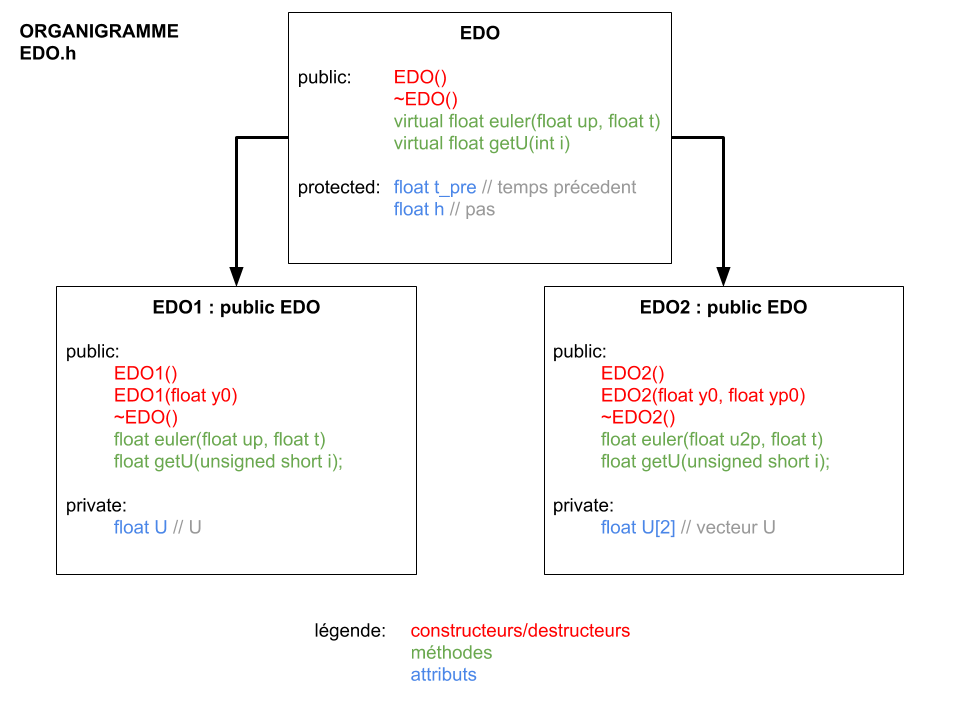 ORGANIGRAMME
EDO.h
EDO
public: EDO()
~EDO()
virtual float euler(float up, float t)
virtual float getU(int i)
protected: float t_pre // temps précedent
float h // pas
EDO1 : public EDO
public:
EDO1()
EDO1(float y0)
~EDO()
float euler(float up, float t)
float getU(unsigned short i);
private:
float U // U
EDO2 : public EDO
public:
EDO2()
EDO2(float y0, float yp0)
~EDO2()
float euler(float u2p, float t)
float getU(unsigned short i);
private:
float U[2] // vecteur U
légende: constructeurs/destructeurs
méthodes
attributs